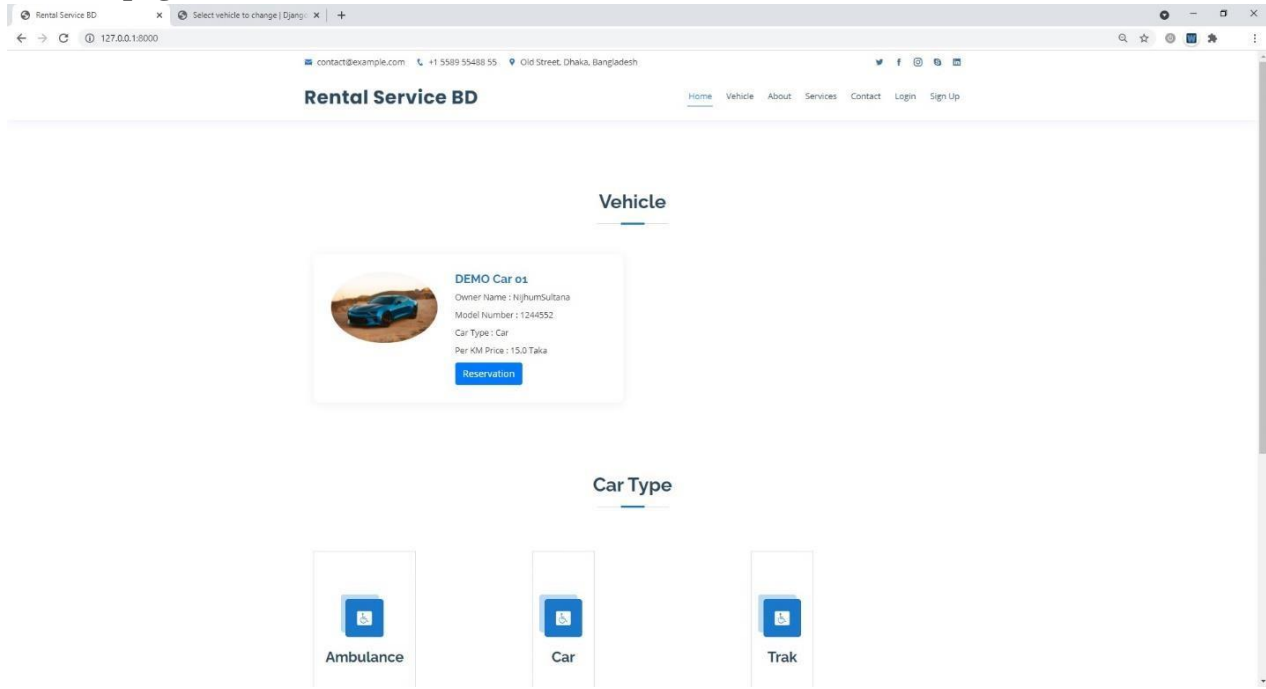 Rental Service BD
Select vehicle to change | Djang
127.0.0.1:8000
contact@example.com +1 5589 55488 55 Old Street, Dhaka, Bangladesh
Rental Service BD
Home Vehicle About Services Contact Login Sign Up
Vehicle
DEMO Car 01
Owner Name : NijhumSultana
Model Number : 1244552
Car Type : Car
Per KM Price : 15.0 Taka
Reservation
Car Type
Ambulance Car Trak